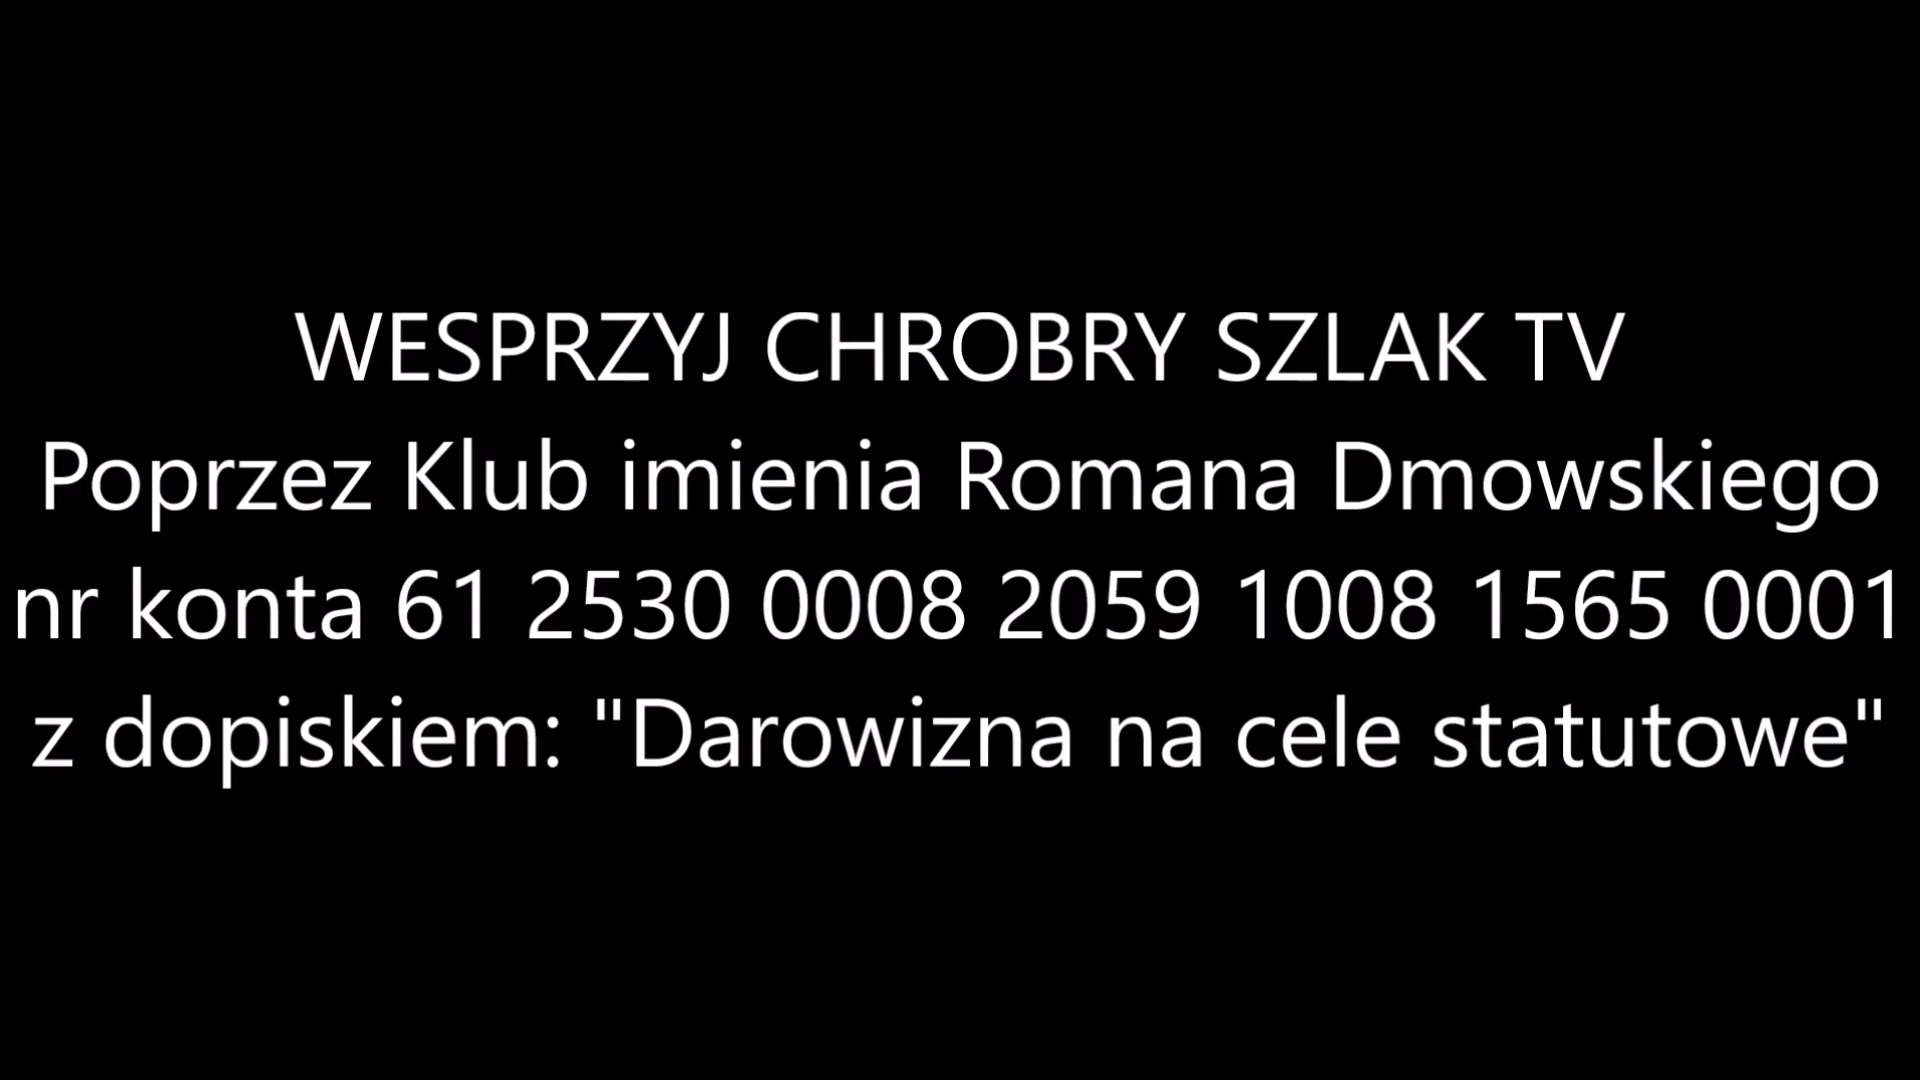 WESPRZYJ CHROBRY SZLAK TV
Poprzez Klub imienia Romana Dmowskiego
nr konta 61 2530 0008 2059 1008 1565 0001
z dopiskiem: "Darowizna na cele statutowe"